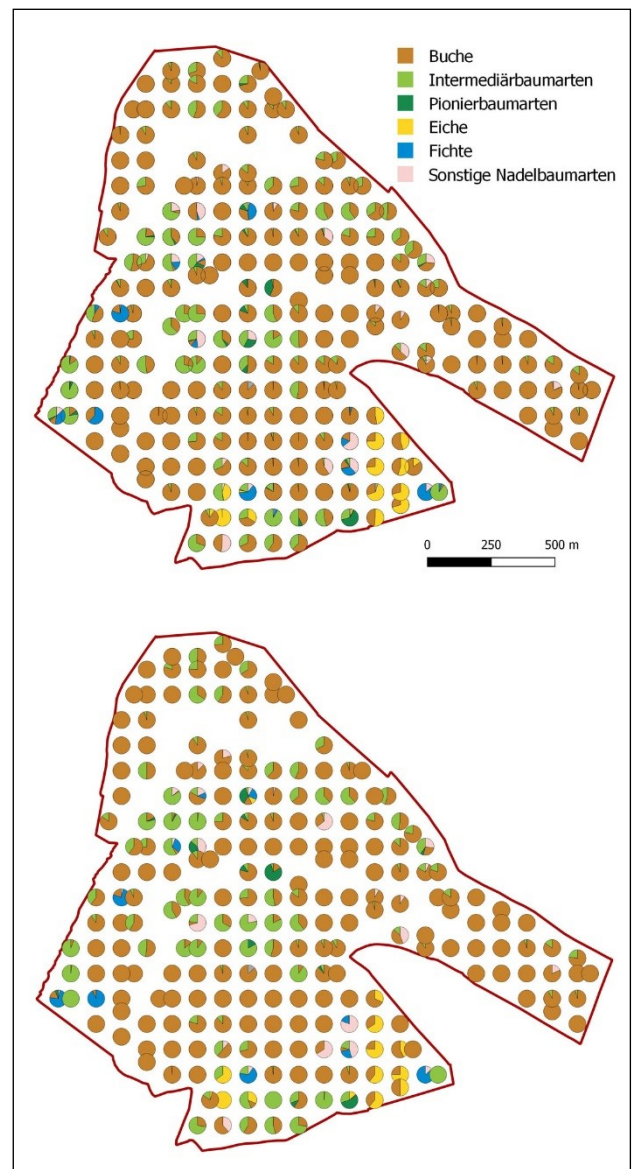 Buche
Intermediärbaumarten
Pionierbaumarten
Eiche
Fichte
Sonstige Nadelbaumarten
0 250 500 m